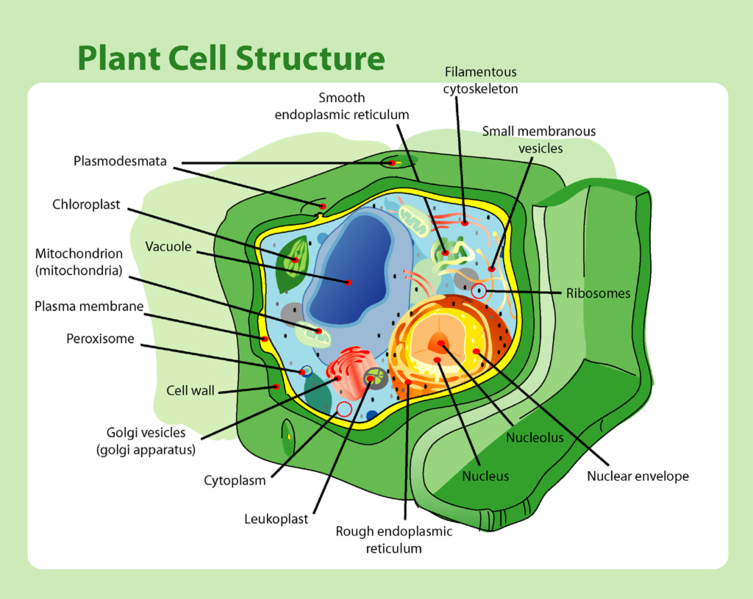 Plant Cell Structure
Filamentous
cytoskeleton
Smooth
endoplasmic reticulum
Small membranous
vesicles
Plasmodesmata
Chloroplast
Vacuole
Mitochondrion
(mitochondria)
Ribosomes
Plasma membrane
Peroxisome
Cell wall
Golgi vesicles
(golgi apparatus)
Nucleolus
Cytoplasm
Nucleus
Nuclear envelope
Leukoplast
Rough endoplasmic
reticulum